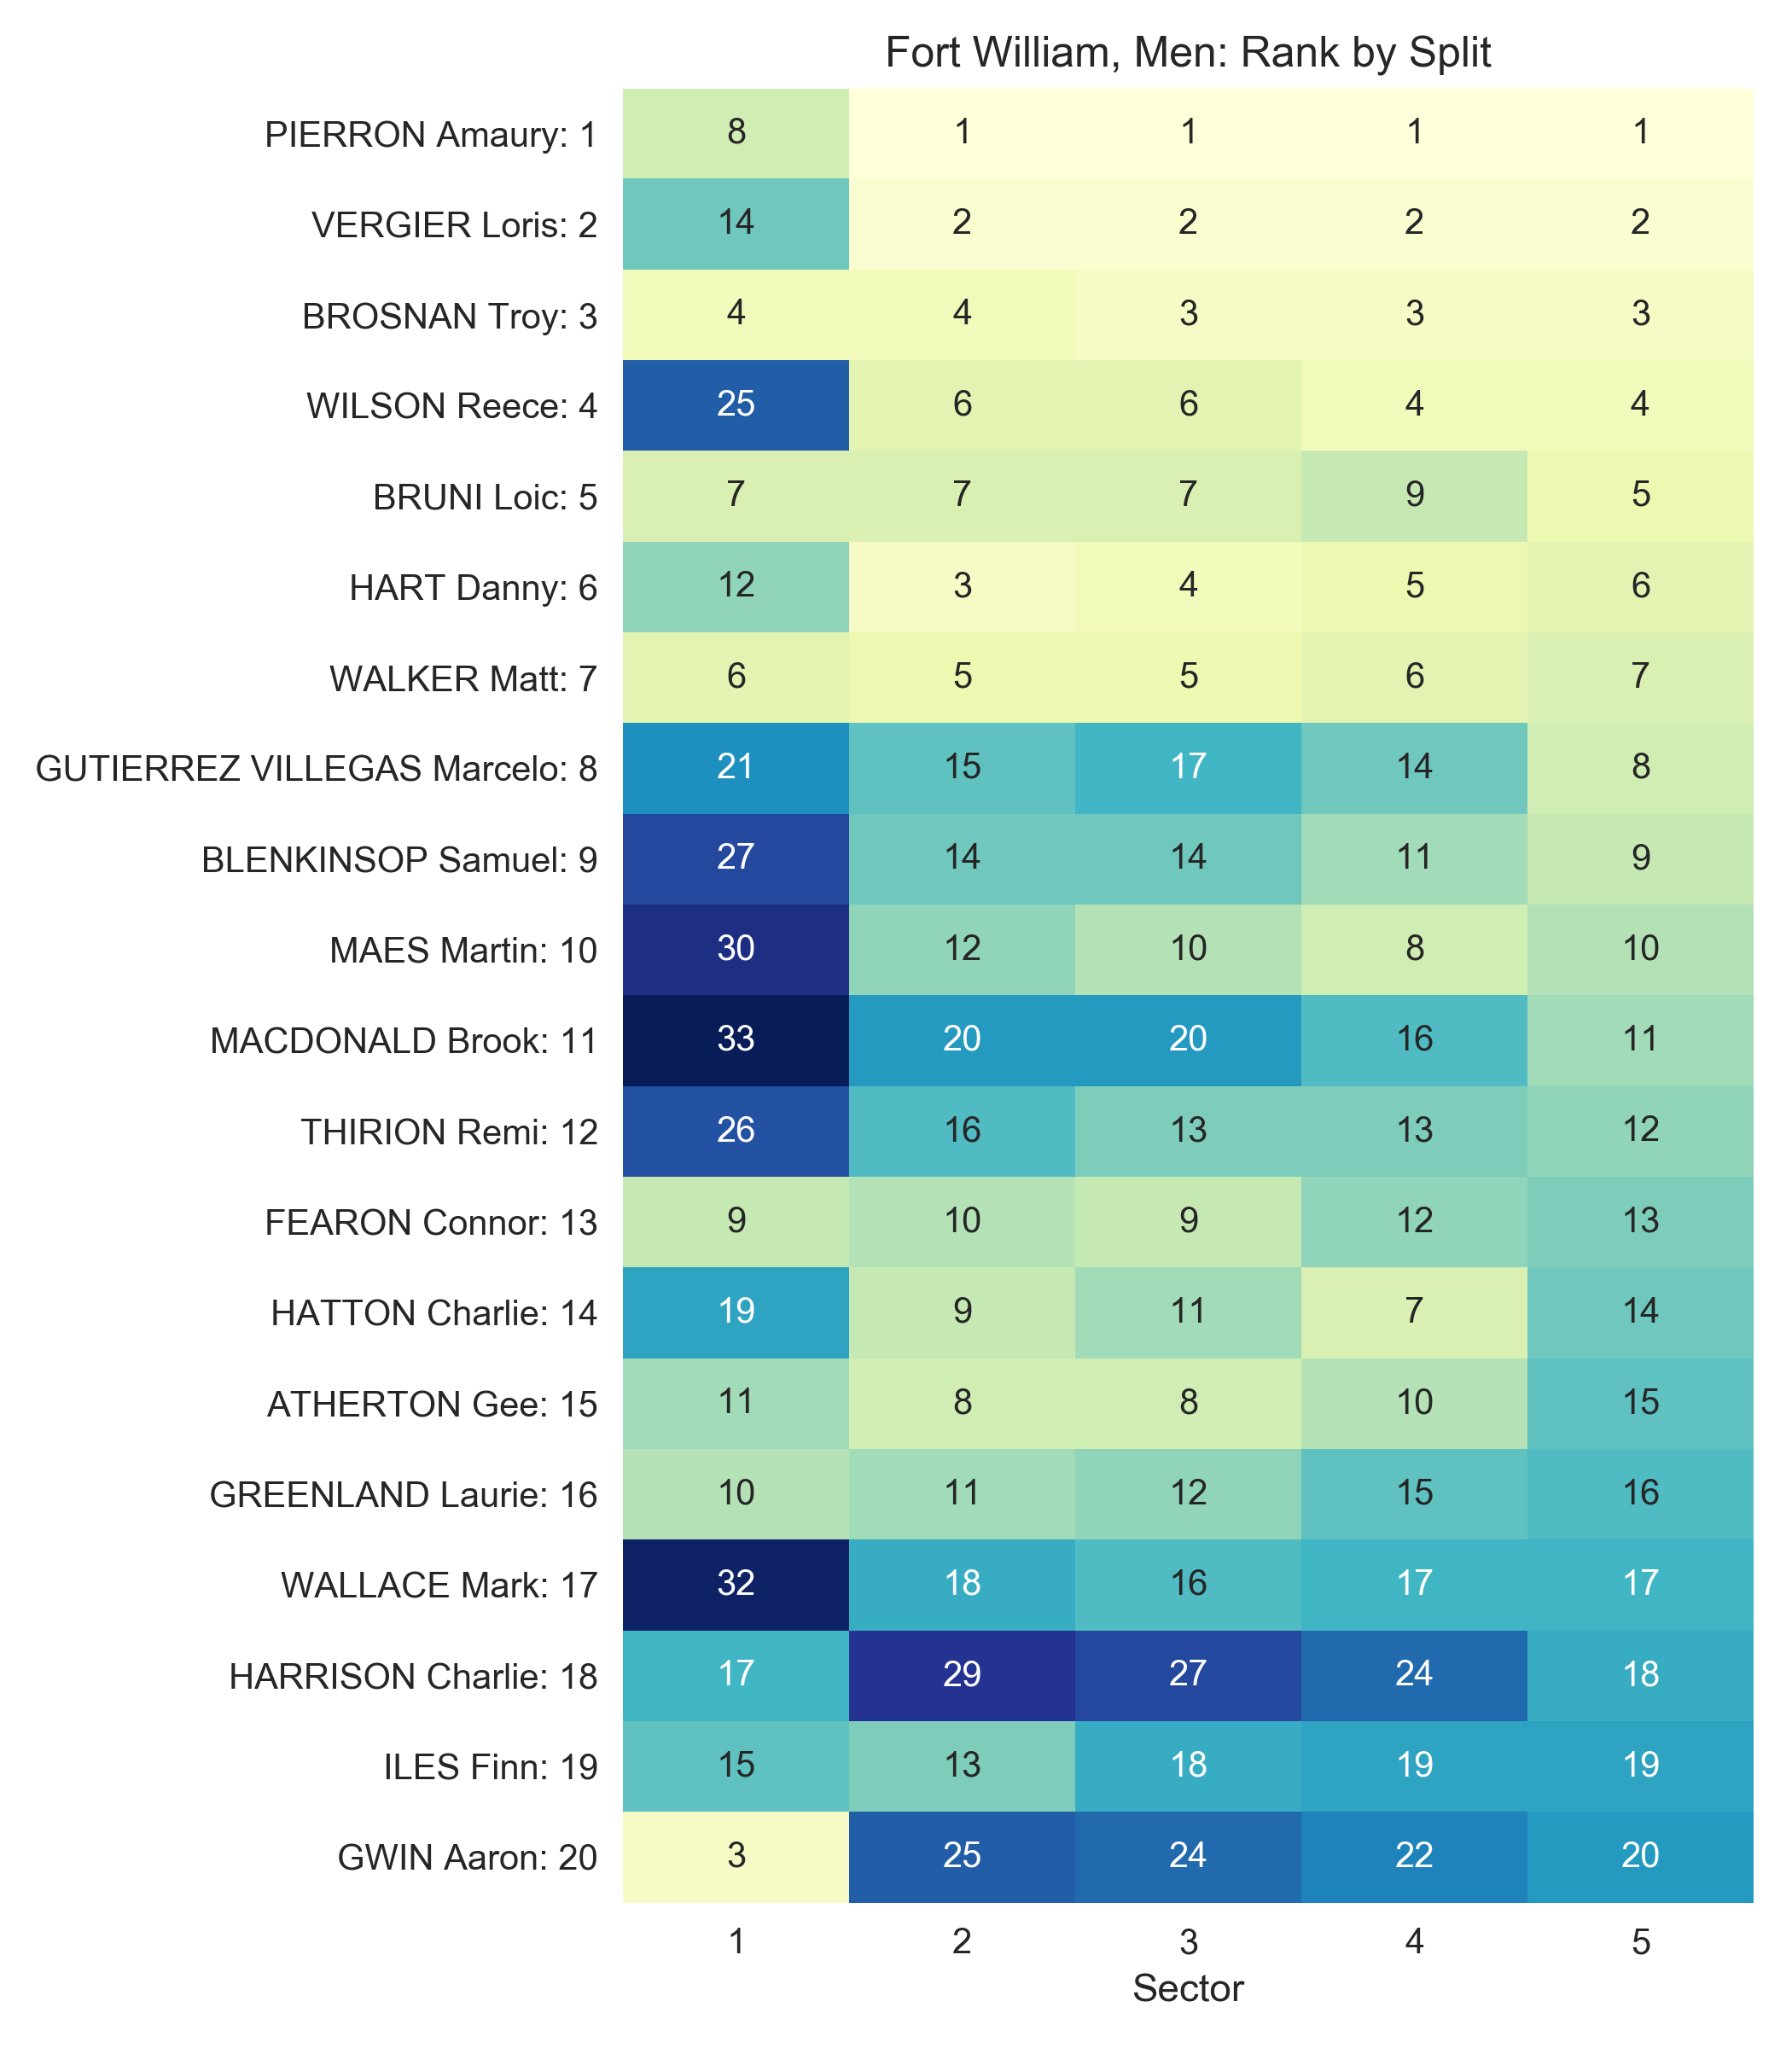 Fort William, Men: Rank by Split
PIERRON Amaury: 1 8 1 1 1 1
VERGIER Loris: 2 14 2 2 2 2
BROSNAN Troy: 3 4 4 3 3 3
WILSON Reece: 4 25 6 6 4 4
BRUNI Loic: 5 7 7 7 9 5
HART Danny: 6 12 3 4 5 6
WALKER Matt: 7 6 5 5 6 7
GUTIERREZ VILLEGAS Marcelo: 8 21 15 17 14 8
BLENKINSOP Samuel: 9 27 14 14 11 9
MAES Martin: 10 30 12 10 8 10
MACDONALD Brook: 11 33 20 20 16 11
THIRION Remi: 12 26 16 13 13 12
FEARON Connor: 13 9 10 9 12 13
HATTON Charlie: 14 19 9 11 7 14
ATHERTON Gee: 15 11 8 8 10 15
GREENLAND Laurie: 16 10 11 12 15 16
WALLACE Mark: 17 32 18 16 17 17
HARRISON Charlie: 18 17 29 27 24 18
ILES Finn: 19 15 13 18 19 19
GWIN Aaron: 20 3 25 24 22 20
1 2 3 4 5
Sector